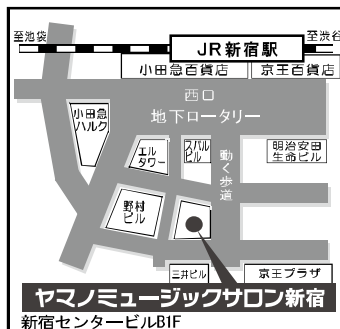 至池袋
至渋谷
JR新宿駅
小田急百貨店
京王百貨店
西口
地下ロータリー
小田急
ハルク
エル
タワー
スバル
ビル
動く歩道
明治安田
生命ビル
野村
ビル
三井ビル
京王プラザ
ヤマノミュージックサロン新宿
新宿センタービルB1F